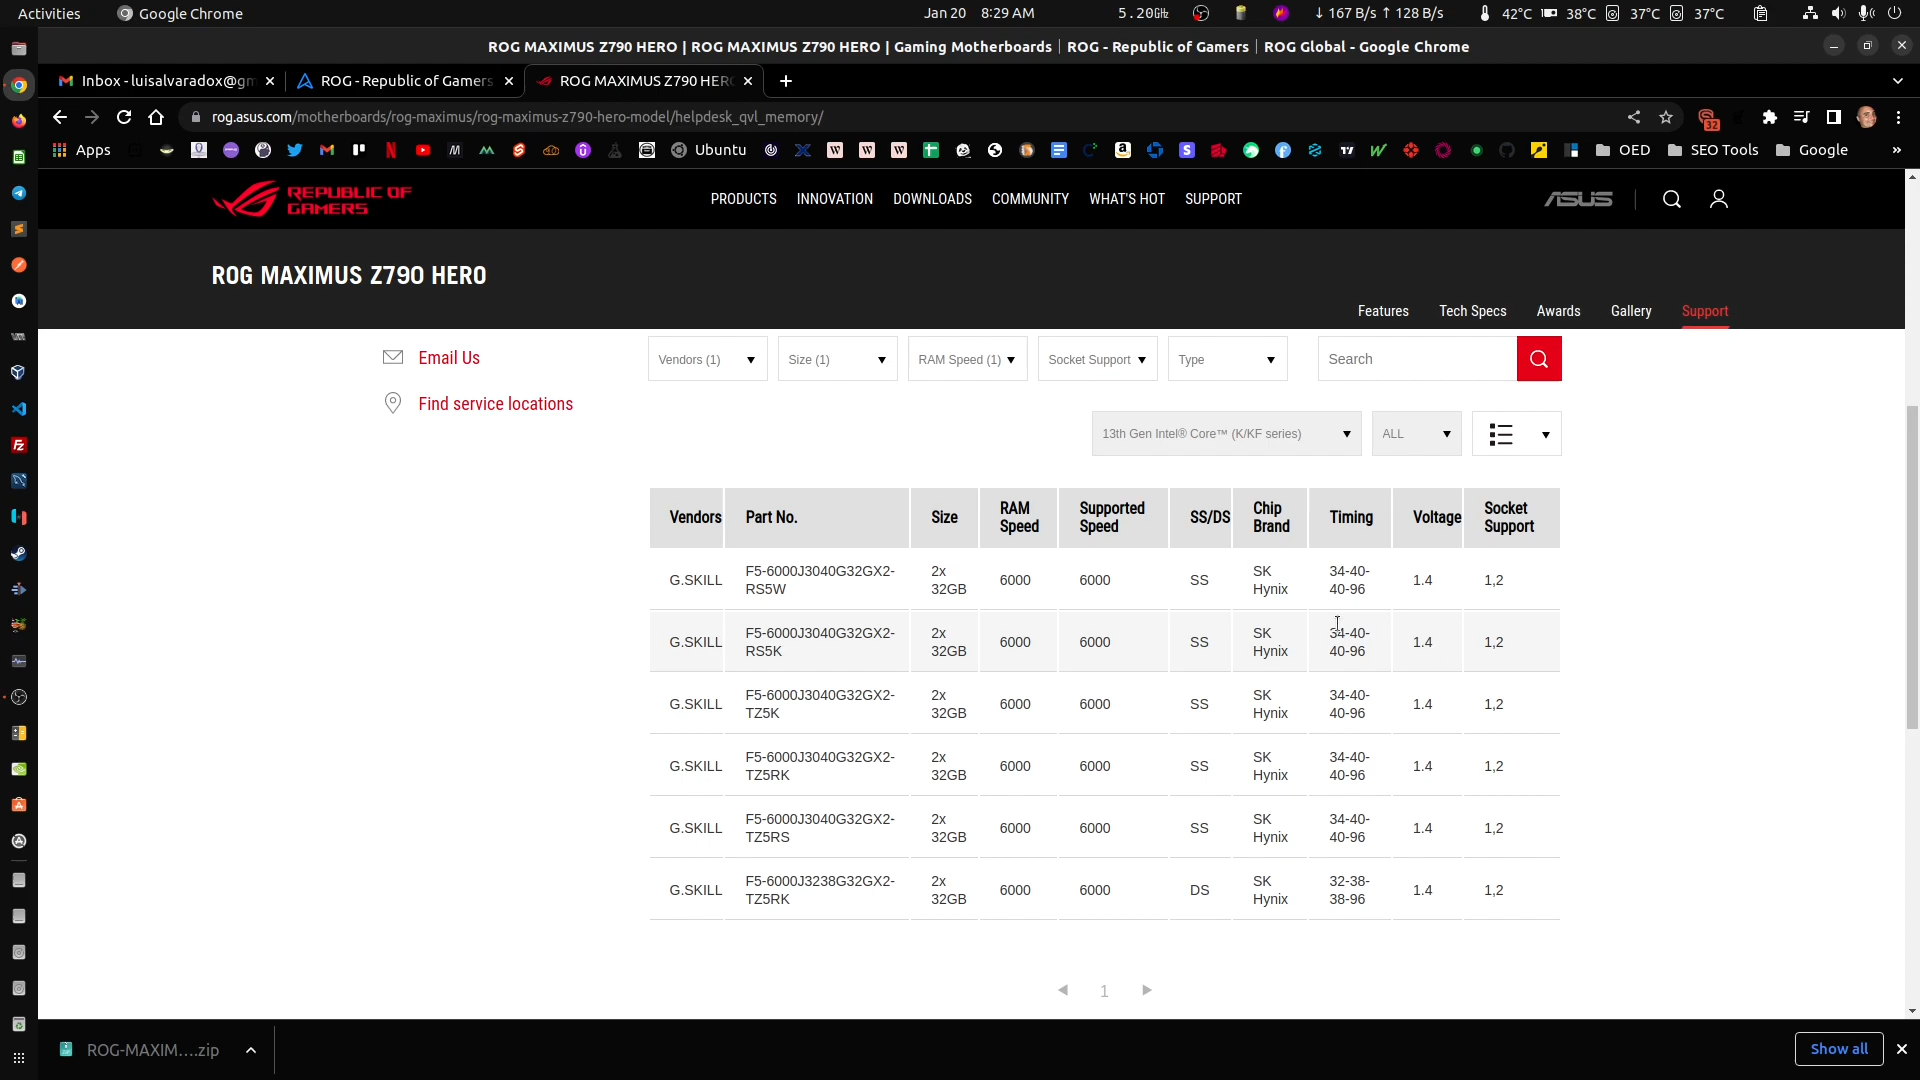 Activities Google Chrome Jan 20 8:29 AM 5.20GHz ↓ 167 B/s ↑ 128 B/s 42°C 38°C 37°C 37°C
ROG MAXIMUS Z790 HERO | ROG MAXIMUS Z790 HERO | Gaming Motherboards | ROG - Republic of Gamers | ROG Global - Google Chrome
Inbox - luisalvaradox@gm ROG - Republic of Gamers ROG MAXIMUS Z790 HERO
rog.asus.com/motherboards/rog-maximus/rog-maximus-z790-hero-model/helpdesk_qvl_memory/ 32
Apps Ubuntu OED SEO Tools Google »
REPUBLIC OF
GAMERS
PRODUCTS INNOVATION DOWNLOADS COMMUNITY WHAT'S HOT SUPPORT ASUS
ROG MAXIMUS Z790 HERO
Features Tech Specs Awards Gallery Support
Email Us
Find service locations
Vendors (1) Size (1) RAM Speed (1) Socket Support Type Search
13th Gen Intel® Core™ (K/KF series) ALL
Vendors Part No. Size RAM Speed Supported Speed SS/DS Chip Brand Timing Voltage Socket Support
G.SKILL F5-6000J3040G32GX2-RS5W 2x 32GB 6000 6000 SS SK Hynix 34-40-40-96 1.4 1,2
G.SKILL F5-6000J3040G32GX2-RS5K 2x 32GB 6000 6000 SS SK Hynix 34-40-40-96 1.4 1,2
G.SKILL F5-6000J3040G32GX2-TZ5K 2x 32GB 6000 6000 SS SK Hynix 34-40-40-96 1.4 1,2
G.SKILL F5-6000J3040G32GX2-TZ5RK 2x 32GB 6000 6000 SS SK Hynix 34-40-40-96 1.4 1,2
G.SKILL F5-6000J3040G32GX2-TZ5RS 2x 32GB 6000 6000 SS SK Hynix 34-40-40-96 1.4 1,2
G.SKILL F5-6000J3238G32GX2-TZ5RK 2x 32GB 6000 6000 DS SK Hynix 32-38-38-96 1.4 1,2
1
ROG-MAXIM....zip Show all